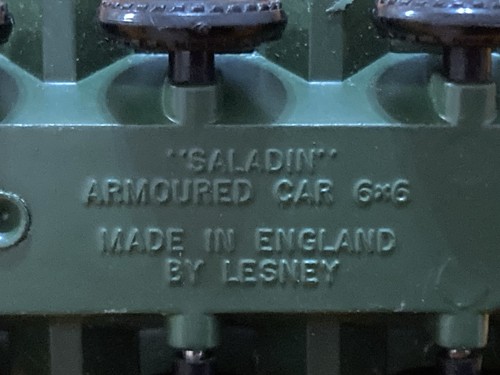 "SALADIN"
ARMOURED CAR 6x6
MADE IN ENGLAND
BY LESNEY